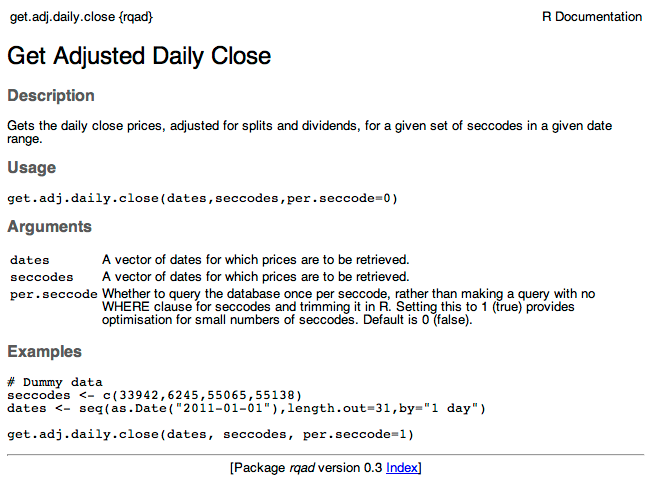 get.adj.daily.close {rqad} R Documentation
Get Adjusted Daily Close
Description
Gets the daily close prices, adjusted for splits and dividends, for a given set of seccodes in a given date
range.
Usage
get.adj.daily.close(dates,seccodes,per.seccode=0)
Arguments
dates A vector of dates for which prices are to be retrieved.
seccodes A vector of dates for which prices are to be retrieved.
per.seccode Whether to query the database once per seccode, rather than making a query with no
WHERE clause for seccodes and trimming it in R. Setting this to 1 (true) provides
optimisation for small numbers of seccodes. Default is 0 (false).
Examples
# Dummy data
seccodes <- c(33942,6245,55065,55138)
dates <- seq(as.Date("2011-01-01"),length.out=31,by="1 day")
get.adj.daily.close(dates, seccodes, per.seccode=1)
[Package rqad version 0.3 Index]